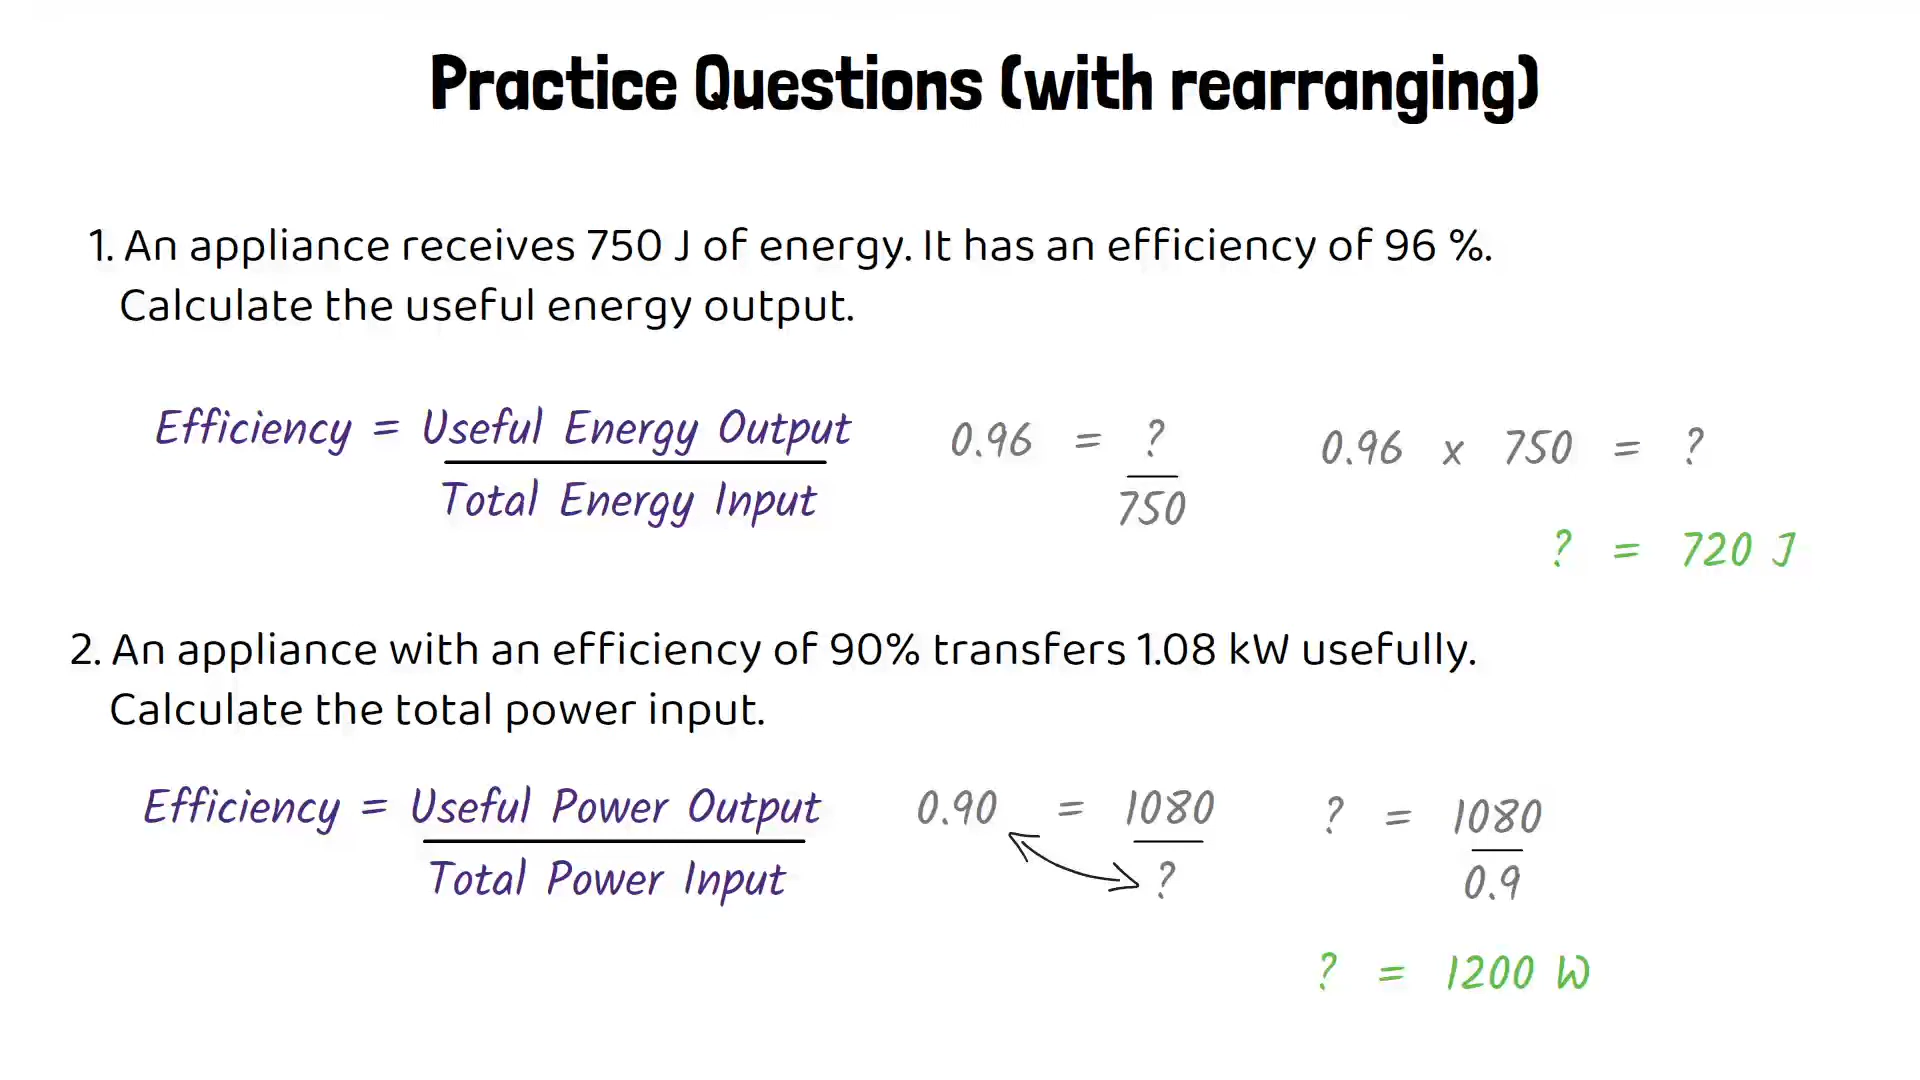 Practice Questions (with rearranging)
1. An appliance receives 750 J of energy. It has an efficiency of 96 %.
Calculate the useful energy output.
Efficiency = Useful Energy Output
Total Energy Input
0.96 = ?
750
0.96 x 750 = ?
? = 720 J
2. An appliance with an efficiency of 90% transfers 1.08 kW usefully.
Calculate the total power input.
Efficiency = Useful Power Output
Total Power Input
0.90 = 1080
?
? = 1080
0.9
? = 1200 W